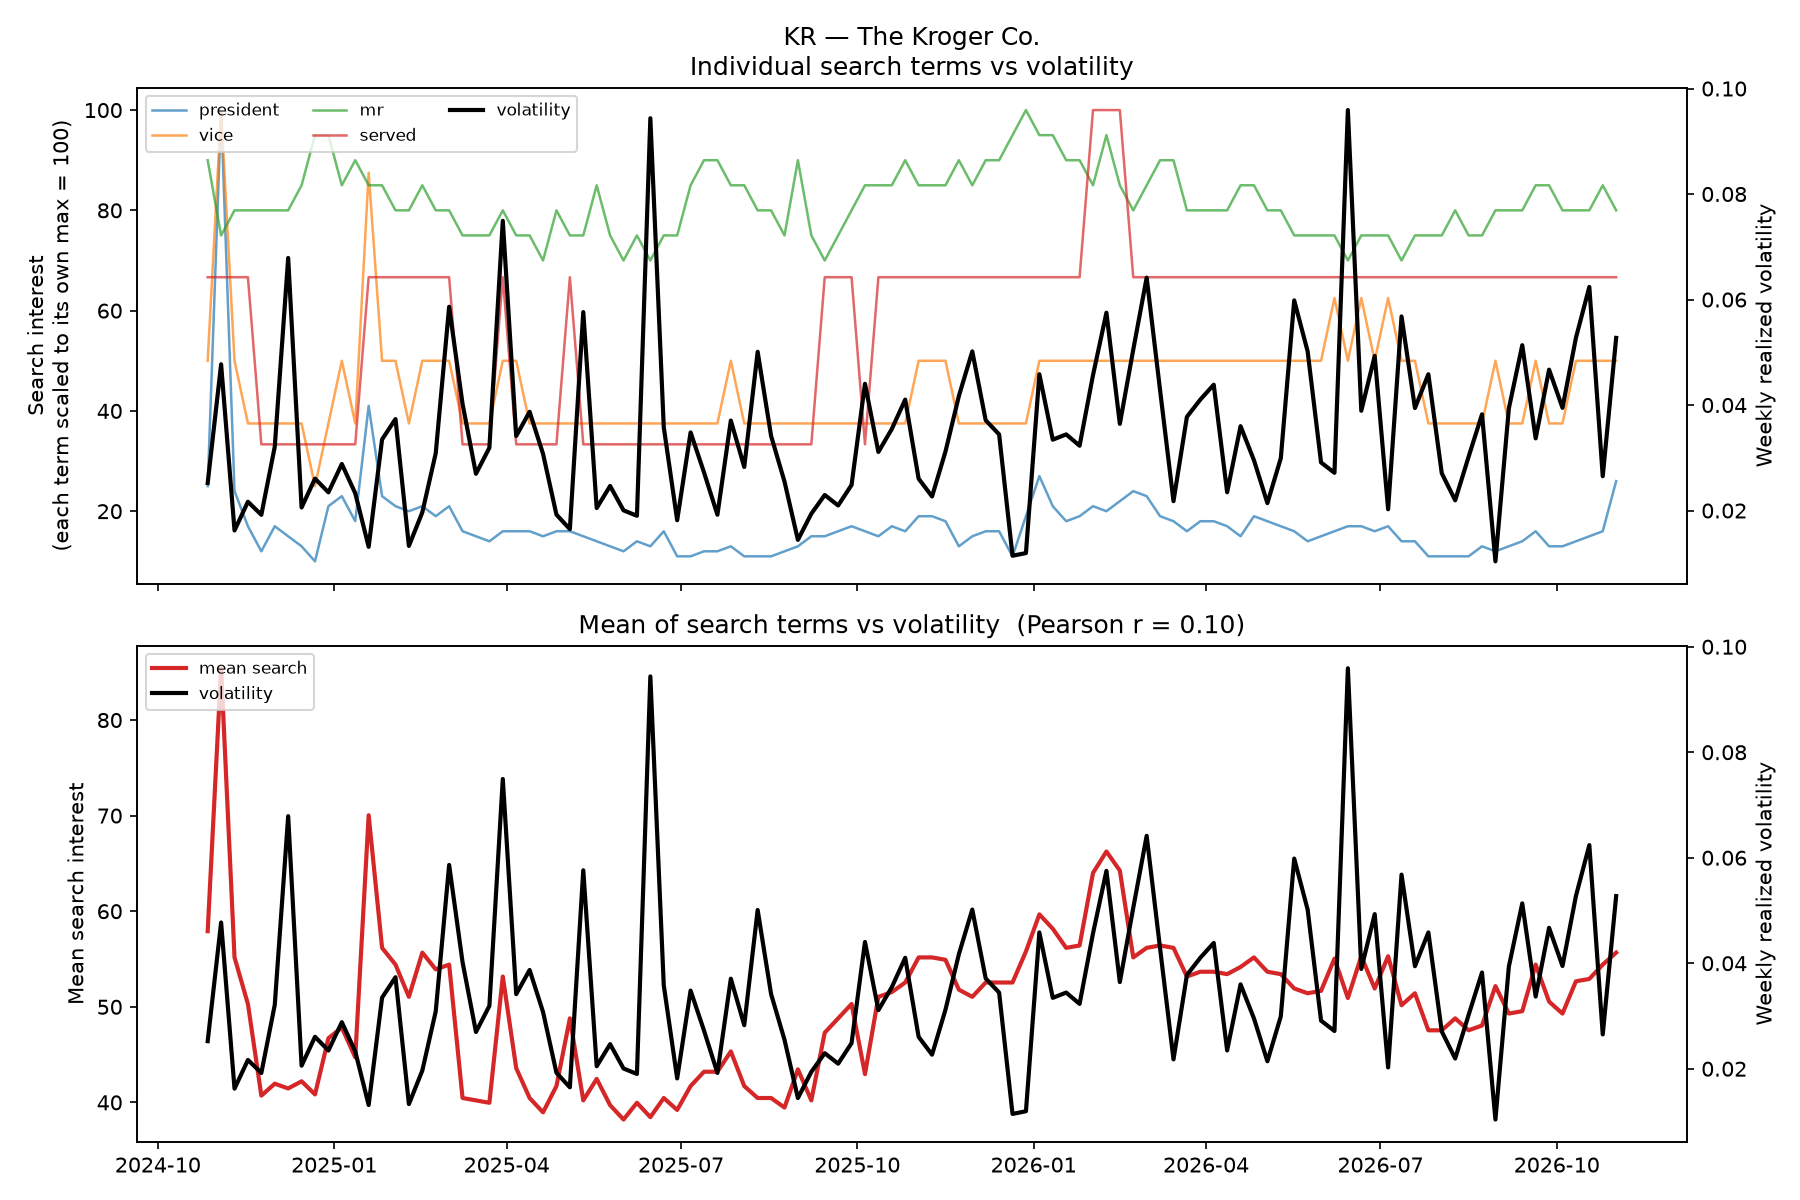 KR — The Kroger Co.
Individual search terms vs volatility
president
vice
mr
served
volatility
Search interest
(each term scaled to its own max = 100)
100
80
60
40
20
0.10
0.08
0.06
0.04
0.02
Weekly realized volatility
Mean of search terms vs volatility (Pearson r = 0.10)
mean search
volatility
Mean search interest
80
70
60
50
40
0.10
0.08
0.06
0.04
0.02
Weekly realized volatility
2024-10
2025-01
2025-04
2025-07
2025-10
2026-01
2026-04
2026-07
2026-10